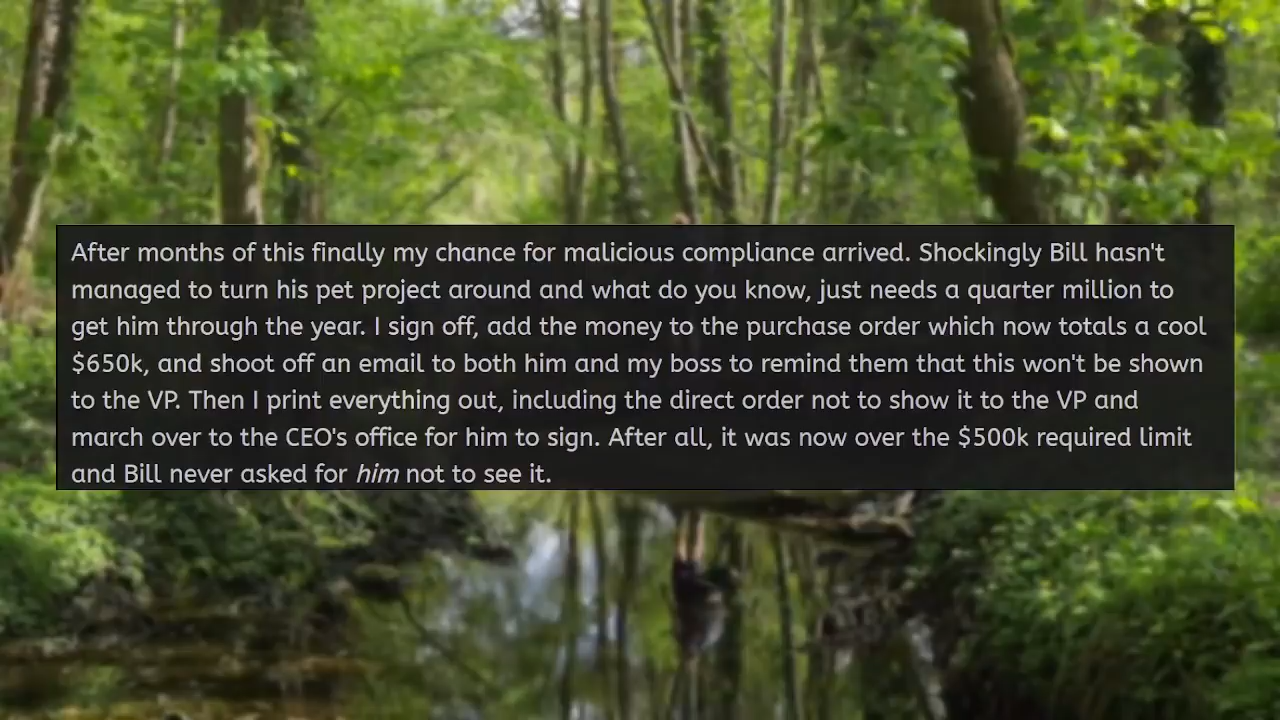 After months of this finally my chance for malicious compliance arrived. Shockingly Bill hasn't
managed to turn his pet project around and what do you know, just needs a quarter million to
get him through the year. I sign off, add the money to the purchase order which now totals a cool
$650k, and shoot off an email to both him and my boss to remind them that this won't be shown
to the VP. Then I print everything out, including the direct order not to show it to the VP and
march over to the CEO's office for him to sign. After all, it was now over the $500k required limit
and Bill never asked for him not to see it.